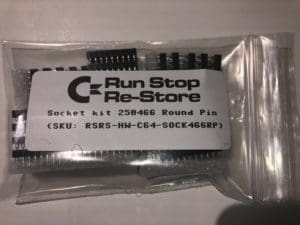 Run Stop
Re-Store
Socket kit 250466 Round Pin
(SKU: RSRS-HW-C64-SOCK466RP)